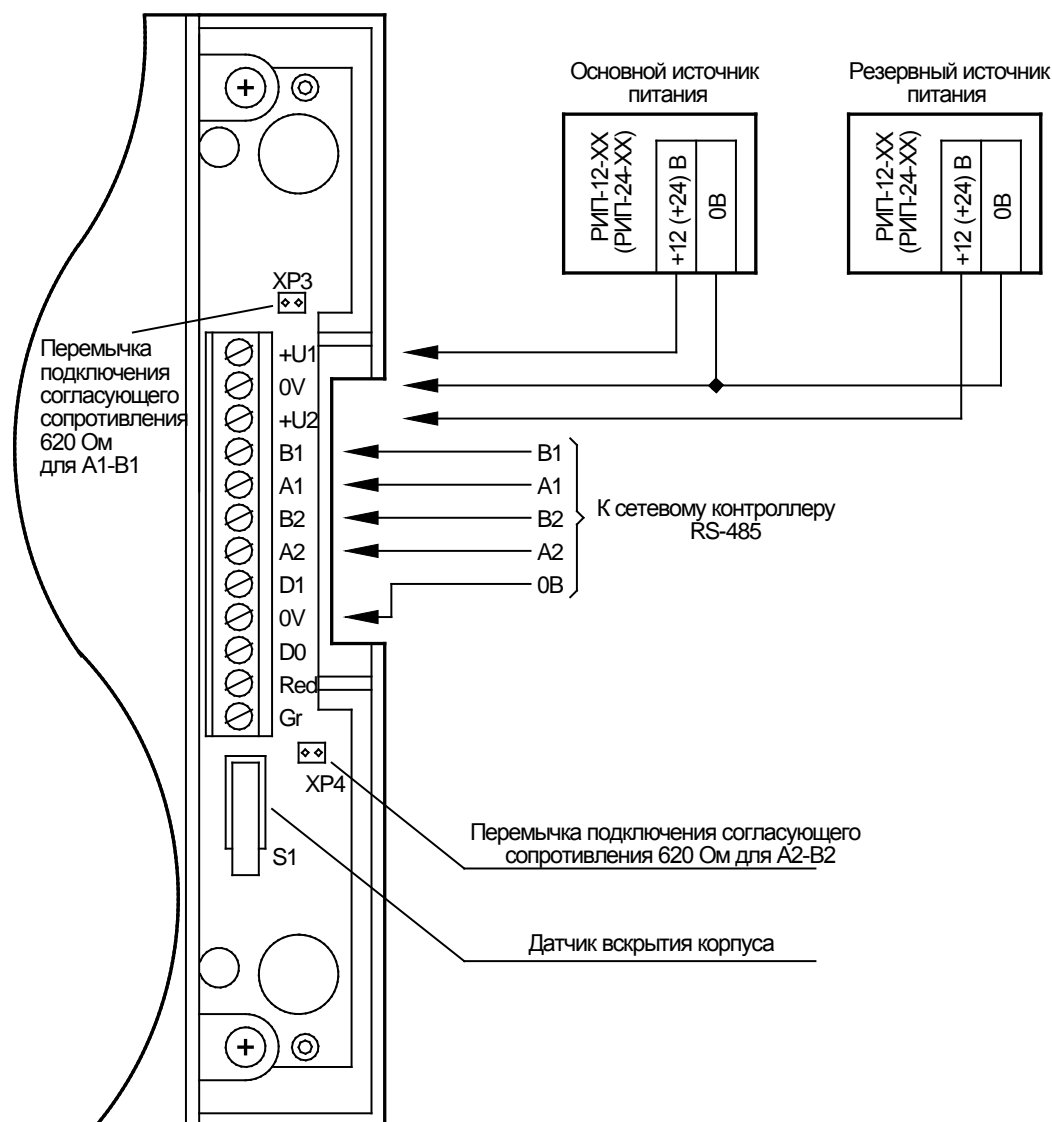 Основной источник
питания
Резервный источник
питания
РИП-12-ХХ
(РИП-24-ХХ)
+12 (+24) В
0В
РИП-12-ХХ
(РИП-24-ХХ)
+12 (+24) В
0В
XP3
Перемычка
подключения
согласующего
сопротивления
620 Ом
для А1-В1
+U1
0V
+U2
B1
A1
B2
A2
D1
0V
D0
Red
Gr
B1
A1
B2
A2
0В
К сетевому контроллеру
RS-485
XP4
S1
Перемычка подключения согласующего
сопротивления 620 Ом для А2-В2
Датчик вскрытия корпуса